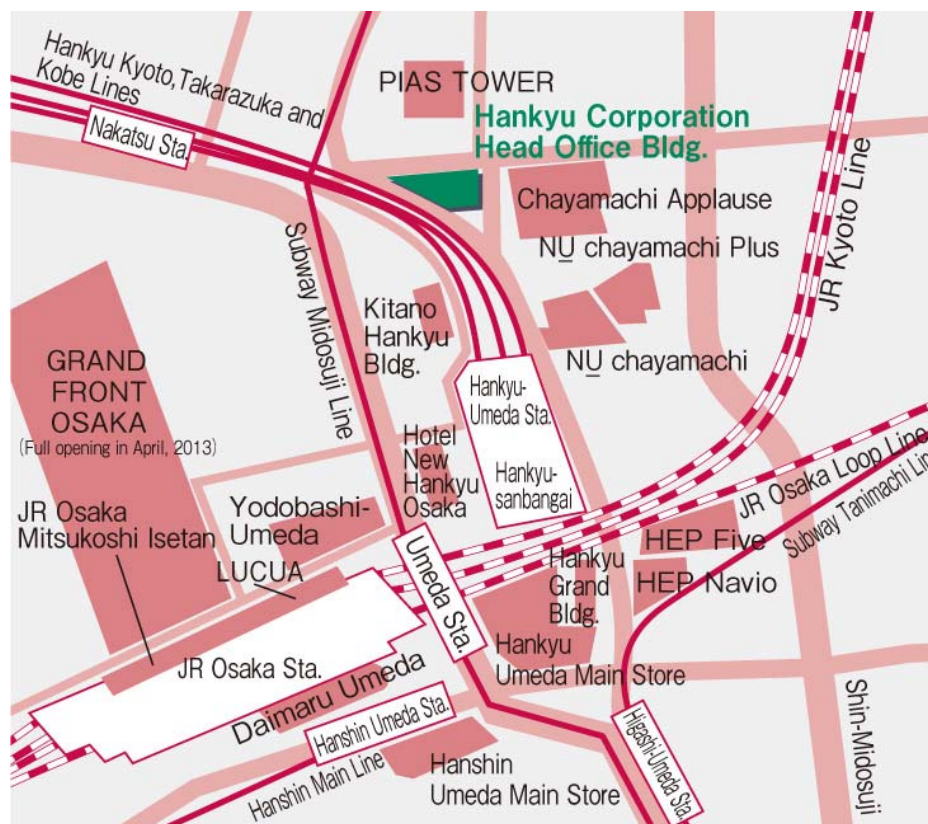 Hankyu Kyoto,Takarazuka and
Kobe Lines
Nakatsu Sta.
PIAS TOWER
Hankyu Corporation
Head Office Bldg.
Chayamachi Applause
NU chayamachi Plus
JR Kyoto Line
Subway Midosuji Line
Kitano
Hankyu
Bldg.
NU chayamachi
GRAND
FRONT
OSAKA
(Full opening in April, 2013)
Hankyu-
Umeda Sta.
Hankyu-
sanbangai
Hotel
New
Hankyu
Osaka
JR Osaka
Mitsukoshi Isetan
Yodobashi-
Umeda
LUCUA
Umeda Sta.
JR Osaka Loop Line
Subway Tanimachi Line
HEP Five
HEP Navio
Hankyu
Grand
Bldg.
Hankyu
Umeda Main Store
JR Osaka Sta.
Daimaru Umeda
Hanshin Umeda Sta.
Hanshin Main Line
Hanshin
Umeda Main Store
Higashi-Umeda Sta.
Shin-Midosuji